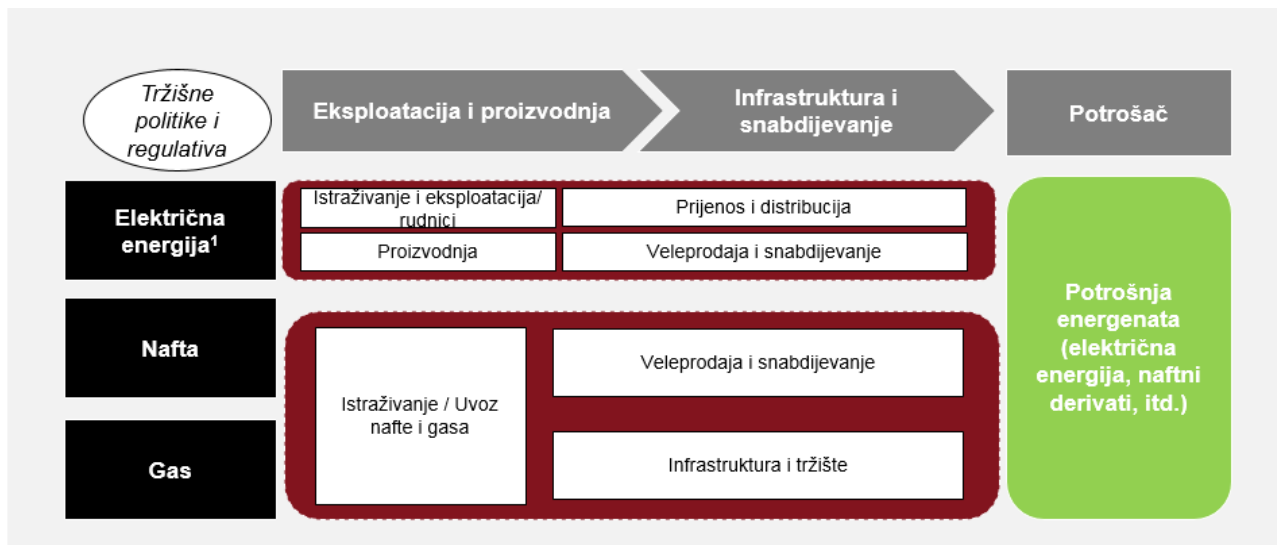 Tržišne
politike i
regulativa
Eksploatacija i proizvodnja
Infrastruktura i
snabdijevanje
Potrošač
Električna
energija¹
Istraživanje i eksploatacija/
rudnici
Prijenos i distribucija
Proizvodnja
Veleprodaja i snabdijevanje
Nafta
Gas
Istraživanje / Uvoz
nafte i gasa
Veleprodaja i snabdijevanje
Infrastruktura i tržište
Potrošnja
energenata
(električna
energija, naftni
derivati, itd.)